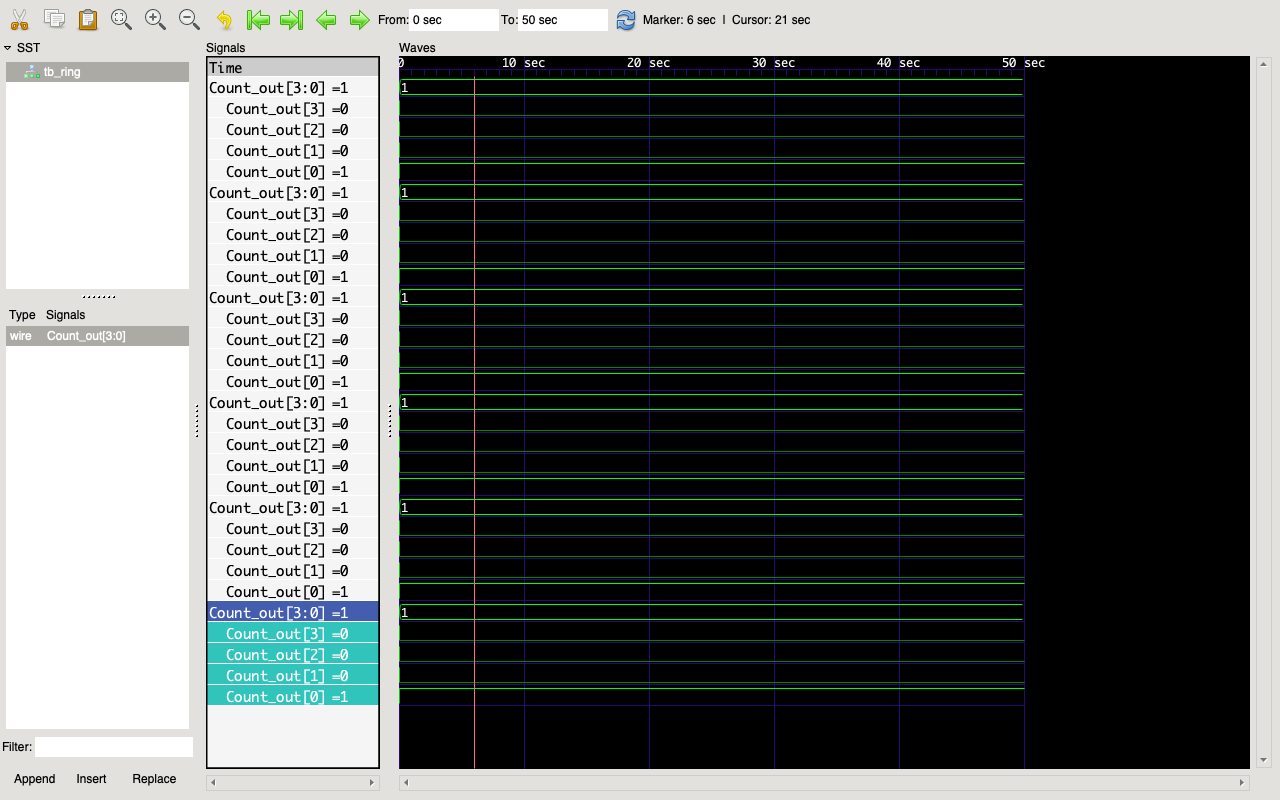 From: 0 sec To: 50 sec Marker: 6 sec | Cursor: 21 sec
SST
tb_ring
Type Signals
wire Count_out[3:0]
Filter:
Append Insert Replace
Signals
Time
Count_out[3:0] =1
Count_out[3] =0
Count_out[2] =0
Count_out[1] =0
Count_out[0] =1
Count_out[3:0] =1
Count_out[3] =0
Count_out[2] =0
Count_out[1] =0
Count_out[0] =1
Count_out[3:0] =1
Count_out[3] =0
Count_out[2] =0
Count_out[1] =0
Count_out[0] =1
Count_out[3:0] =1
Count_out[3] =0
Count_out[2] =0
Count_out[1] =0
Count_out[0] =1
Count_out[3:0] =1
Count_out[3] =0
Count_out[2] =0
Count_out[1] =0
Count_out[0] =1
Count_out[3:0] =1
Count_out[3] =0
Count_out[2] =0
Count_out[1] =0
Count_out[0] =1
Waves
0 10 sec 20 sec 30 sec 40 sec 50 sec
1
1
1
1
1
1